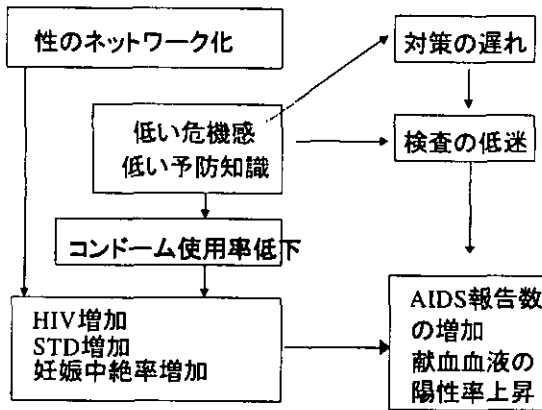 性のネットワーク化
対策の遅れ
低い危機感
低い予防知識
検査の低迷
コンドーム使用率低下
HIV増加
STD増加
妊娠中絶率増加
AIDS報告数
の増加
献血血液の
陽性率上昇